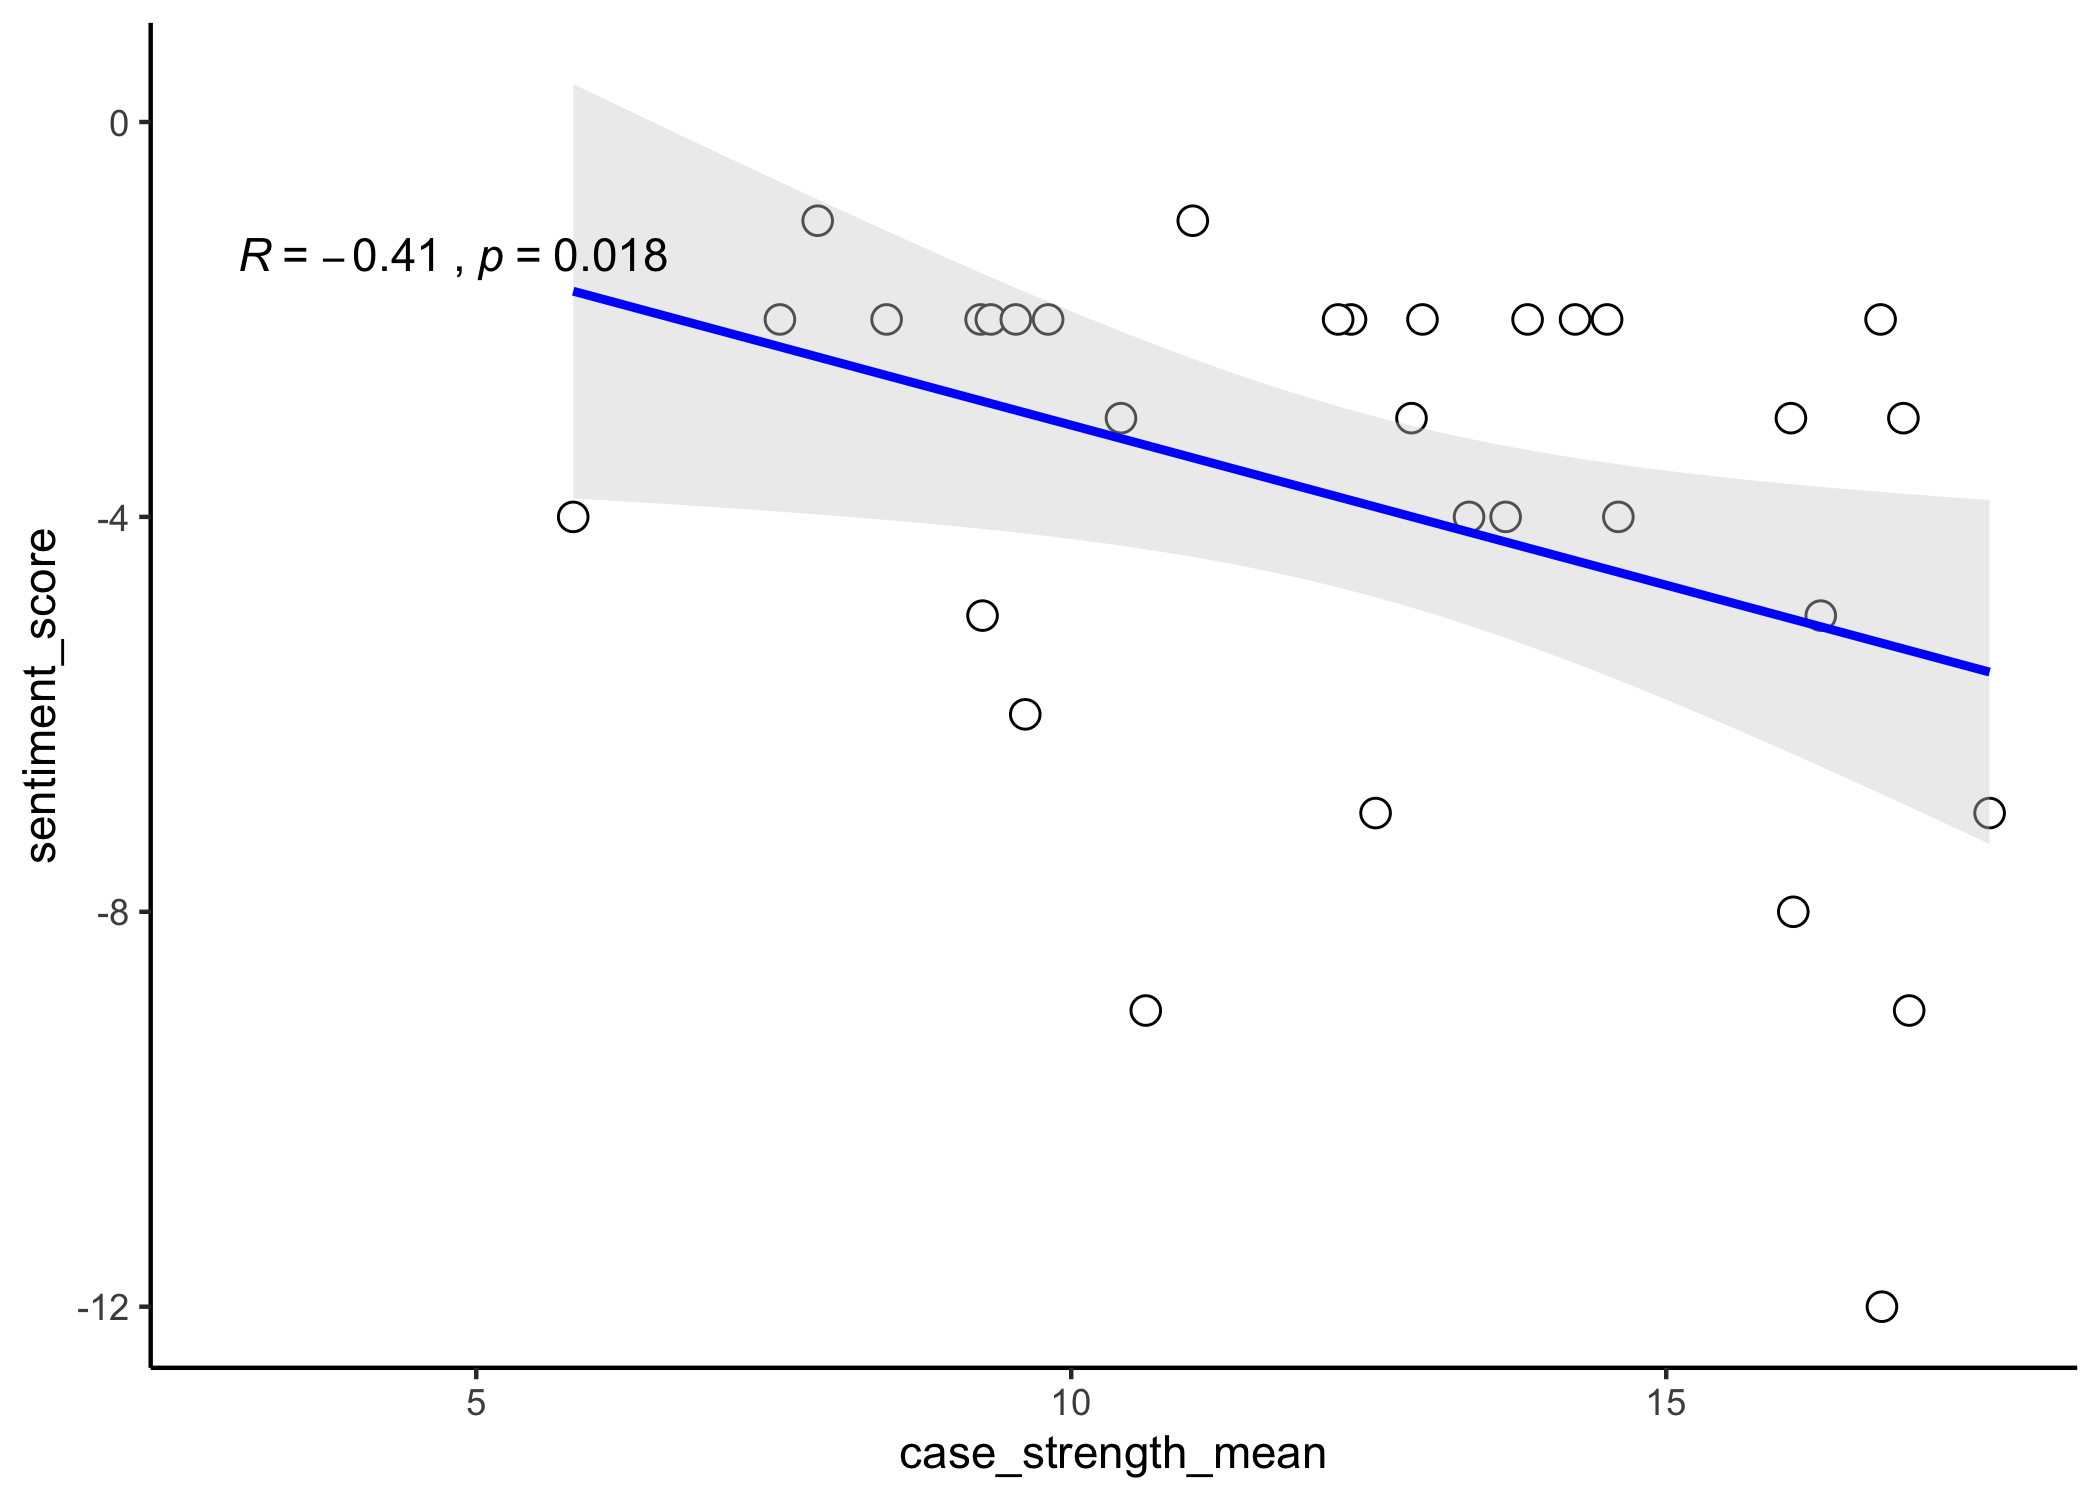 R = −0.41 , p = 0.018
0
-4
-8
-12
sentiment_score
5
10
15
case_strength_mean